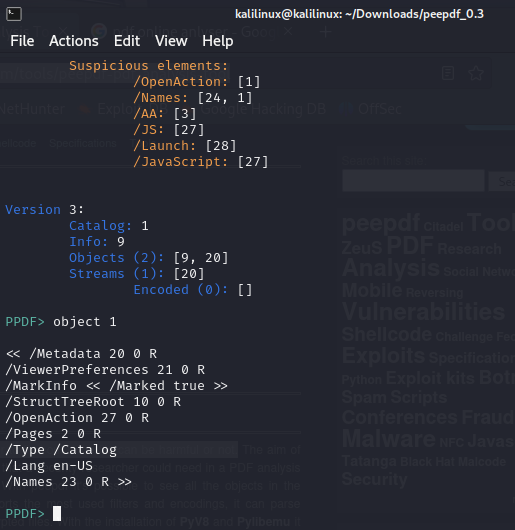 kalilinux@kalilinux: ~/Downloads/peepdf_0.3
File Actions Edit View Help
Suspicious elements:
/OpenAction: [1]
/Names: [24, 1]
/AA: [3]
/JS: [27]
/Launch: [28]
/JavaScript: [27]
Version 3:
Catalog: 1
Info: 9
Objects (2): [9, 20]
Streams (1): [20]
Encoded (0): []
PPDF> object 1
<< /Metadata 20 0 R
/ViewerPreferences 21 0 R
/MarkInfo << /Marked true >>
/StructTreeRoot 10 0 R
/OpenAction 27 0 R
/Pages 2 0 R
/Type /Catalog
/Lang en-US
/Names 23 0 R >>
PPDF>
peepdf Citadel Tool
ZeuS PDF Research
Analysis Social Netwo
Mobile Reversing
Vulnerabilities
Shellcode Challenge
Exploits Specification
Python Exploit kits
Spam Scripts
Conferences Fraud
Malware NFC Javas
Tatanga Black Hat Malcode
Security